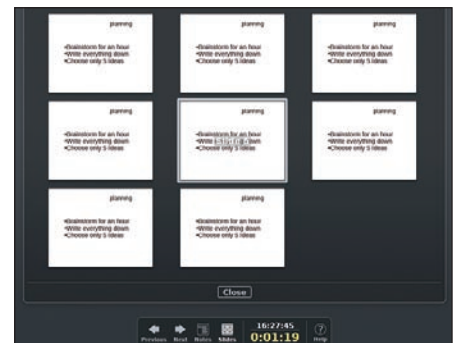 planning
•Brainstorm for an hour
•Write everything down
•Choose only 5 ideas
planning
•Brainstorm for an hour
•Write everything down
•Choose only 5 ideas
planning
•Brainstorm for an hour
•Write everything down
•Choose only 5 ideas
planning
•Brainstorm for an hour
•Write everything down
•Choose only 5 ideas
planning
•Brainstorm for an hour
•Write everything down
•Choose only 5 ideas
planning
•Brainstorm for an hour
•Write everything down
•Choose only 5 ideas
planning
•Brainstorm for an hour
•Write everything down
•Choose only 5 ideas
planning
•Brainstorm for an hour
•Write everything down
•Choose only 5 ideas
Close
Previous Next Notes Slides 16:27:45 Help
0:01:19